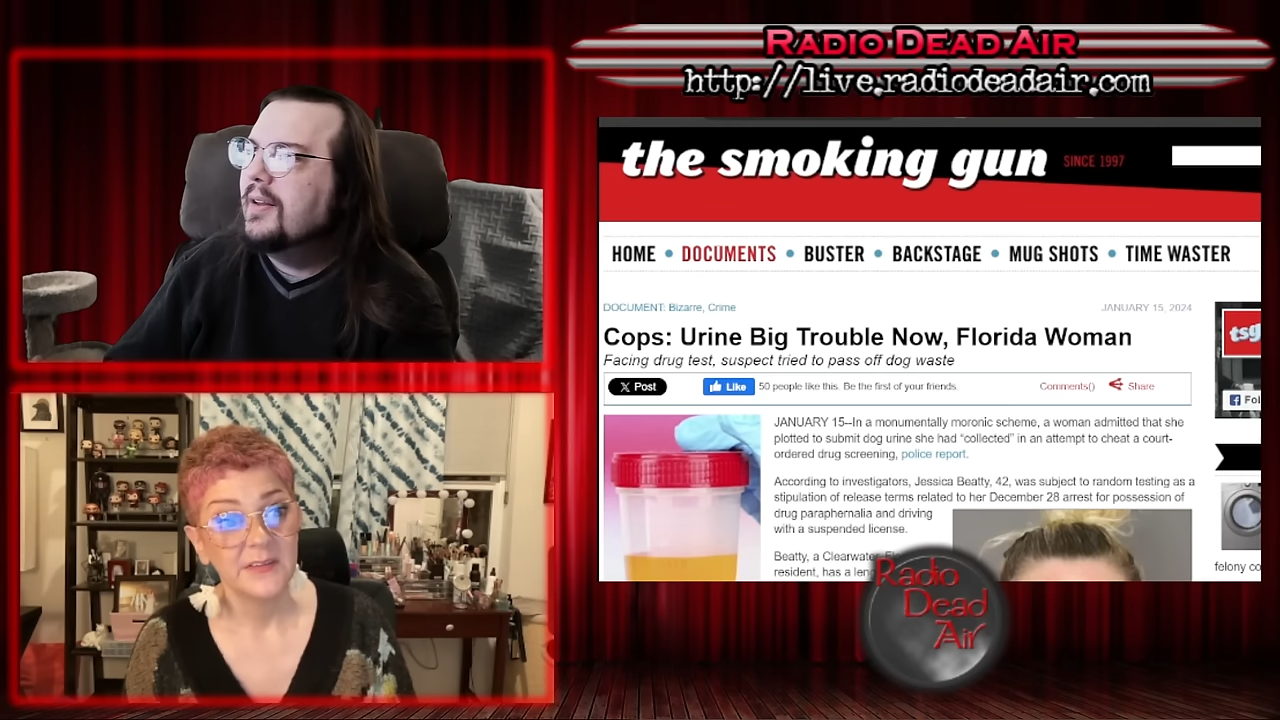 Radio Dead Air
http://live.radiodeadair.com
the smoking gun SINCE 1997
HOME • DOCUMENTS • BUSTER • BACKSTAGE • MUG SHOTS • TIME WASTER
DOCUMENT: Bizarre, Crime JANUARY 15, 2024
Cops: Urine Big Trouble Now, Florida Woman
Facing drug test, suspect tried to pass off dog waste
tsg
X Post Like 50 people like this. Be the first of your friends. Comments() Share
JANUARY 15--In a monumentally moronic scheme, a woman admitted that she
plotted to submit dog urine she had “collected” in an attempt to cheat a court-
ordered drug screening, police report.
According to investigators, Jessica Beatty, 42, was subject to random testing as a
stipulation of release terms related to her December 28 arrest for possession of
drug paraphernalia and driving
with a suspended license.
Beatty, a Clearwater
resident, has a
felony
Radio
Dead
Air